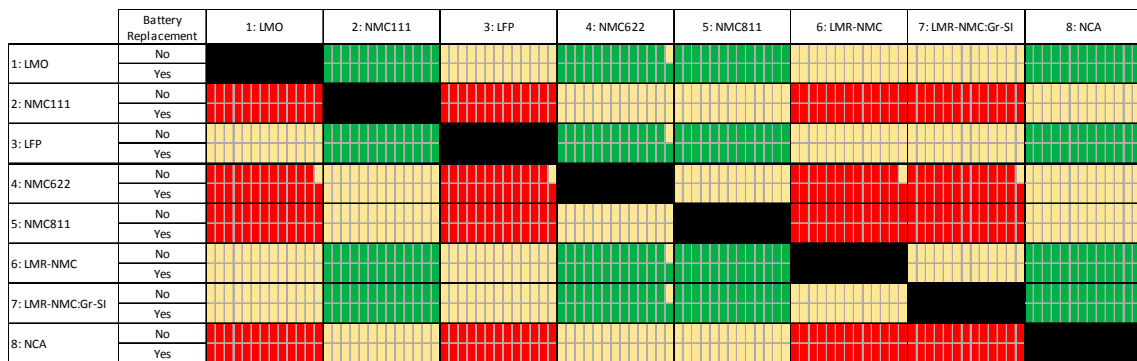 Battery
Replacement
1: LMO
2: NMC111
3: LFP
4: NMC622
5: NMC811
6: LMR-NMC
7: LMR-NMC:Gr-SI
8: NCA
1: LMO
No
Yes
2: NMC111
No
Yes
3: LFP
No
Yes
4: NMC622
No
Yes
5: NMC811
No
Yes
6: LMR-NMC
No
Yes
7: LMR-NMC:Gr-SI
No
Yes
8: NCA
No
Yes